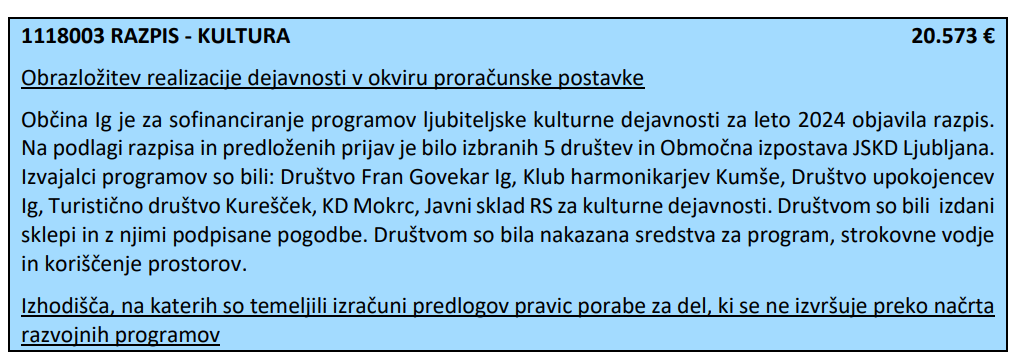 1118003 RAZPIS - KULTURA 20.573 €
Obrazložitev realizacije dejavnosti v okviru proračunske postavke
Občina Ig je za sofinanciranje programov ljubiteljske kulturne dejavnosti za leto 2024 objavila razpis.
Na podlagi razpisa in predloženih prijav je bilo izbranih 5 društev in Območna izpostava JSKD Ljubljana.
Izvajalci programov so bili: Društvo Fran Govekar Ig, Klub harmonikarjev Kumše, Društvo upokojencev
Ig, Turistično društvo Kurešček, KD Mokrc, Javni sklad RS za kulturne dejavnosti. Društvom so bili izdani
sklepi in z njimi podpisane pogodbe. Društvom so bila nakazana sredstva za program, strokovne vodje
in koriščenje prostorov.
Izhodišča, na katerih so temeljili izračuni predlogov pravic porabe za del, ki se ne izvršuje preko načrta
razvojnih programov